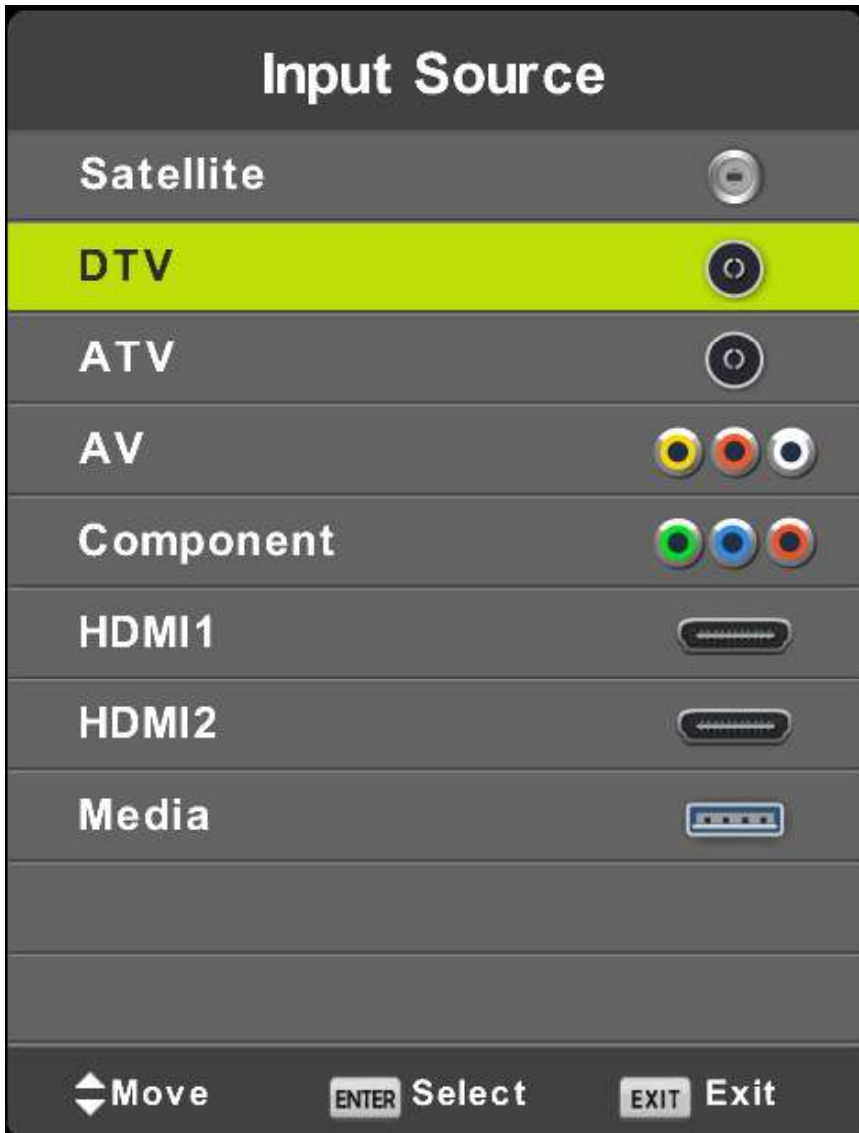 Input Source
Satellite
DTV
ATV
AV
Component
HDMI1
HDMI2
Media
Move ENTER Select EXIT Exit